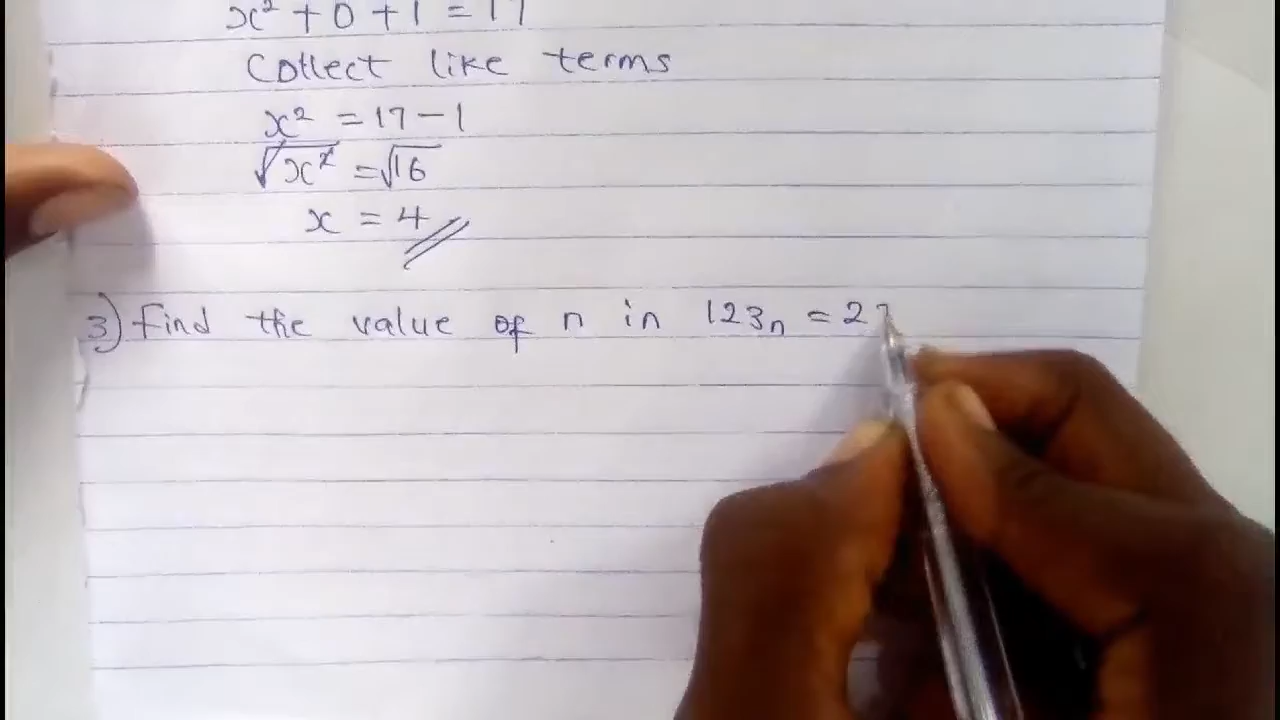 x² + 0 + 1 = 17
Collect like terms
x² = 17 - 1
√x² = √16
x = 4
3) Find the value of n in 123ₙ = 2